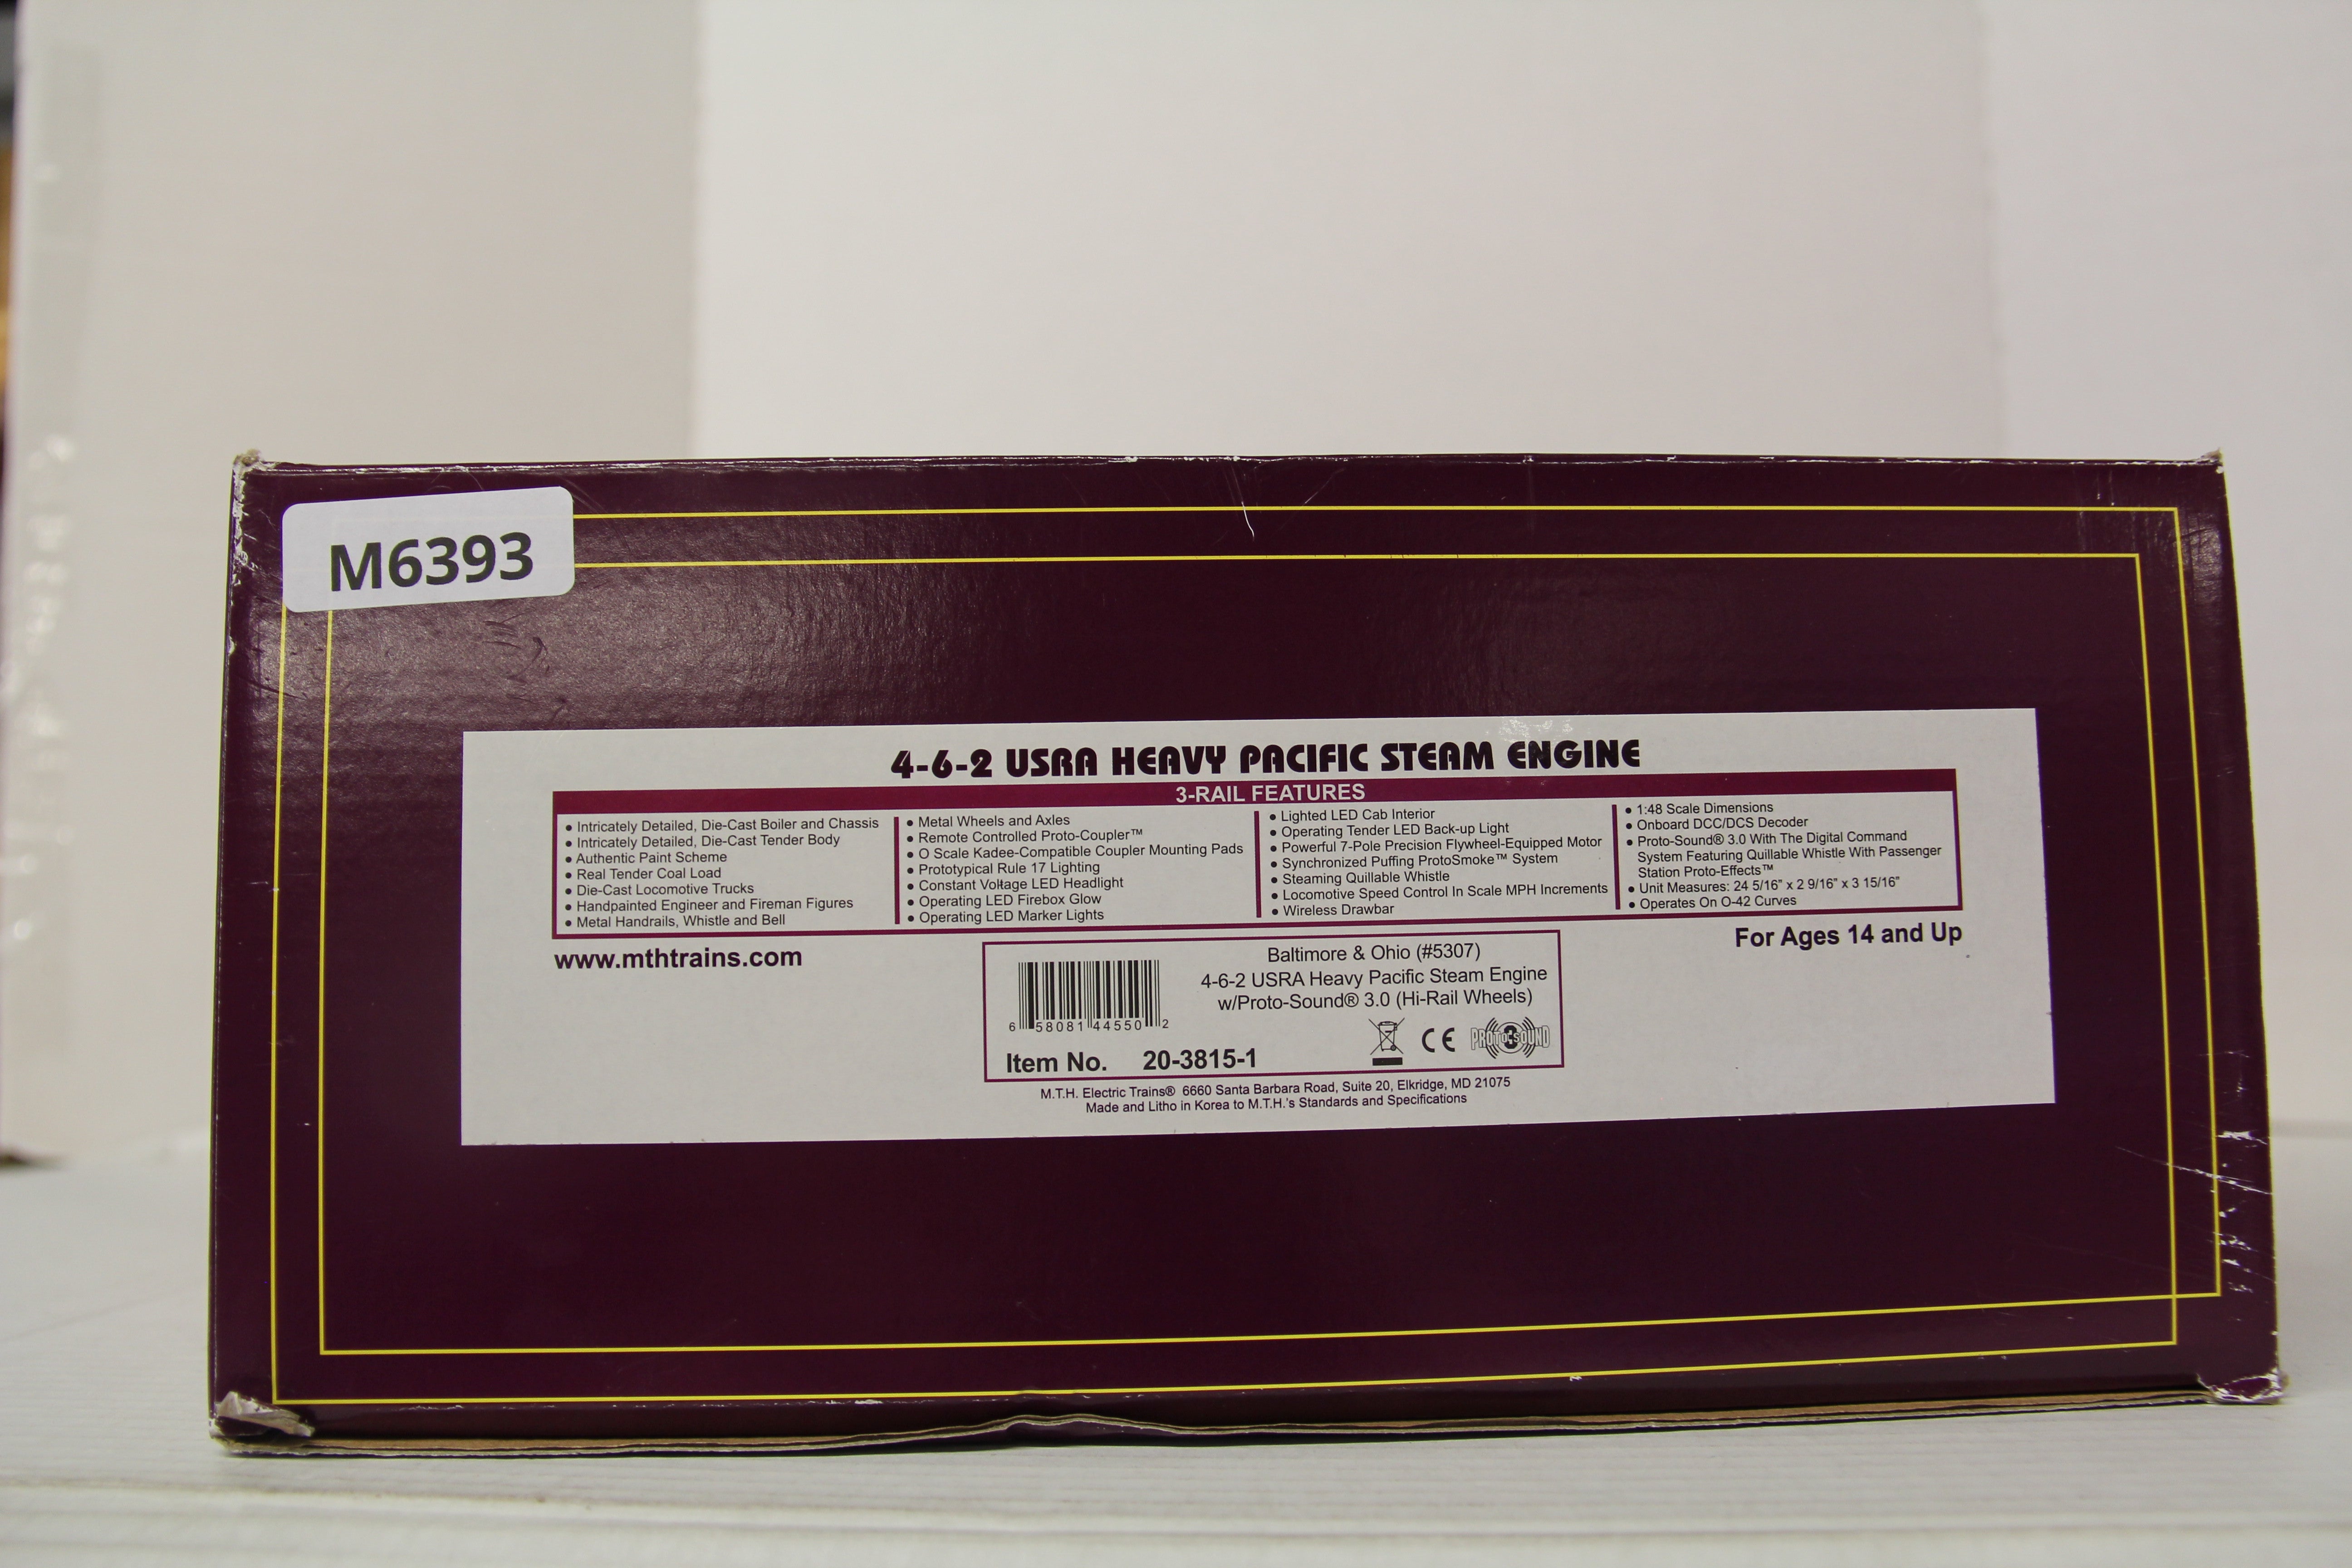 M6393
4-6-2 USRA HEAVY PACIFIC STEAM ENGINE
3-RAIL FEATURES
• Intricately Detailed, Die-Cast Boiler and Chassis
• Intricately Detailed, Die-Cast Tender Body
• Authentic Paint Scheme
• Real Tender Coal Load
• Die-Cast Locomotive Trucks
• Handpainted Engineer and Fireman Figures
• Metal Handrails, Whistle and Bell
• Metal Wheels and Axles
• Remote Controlled Proto-Coupler™
• O Scale Kadee-Compatible Coupler Mounting Pads
• Prototypical Rule 17 Lighting
• Constant Voltage LED Headlight
• Operating LED Firebox Glow
• Operating LED Marker Lights
• Lighted LED Cab Interior
• Operating Tender LED Back-up Light
• Powerful 7-Pole Precision Flywheel-Equipped Motor
• Synchronized Puffing ProtoSmoke™ System
• Steaming Quillable Whistle
• Locomotive Speed Control In Scale MPH Increments
• Wireless Drawbar
• 1:48 Scale Dimensions
• Onboard DCC/DCS Decoder
• Proto-Sound® 3.0 With The Digital Command
System Featuring Quillable Whistle With Passenger
Station Proto-Effects™
• Unit Measures: 24 5/16" x 2 9/16" x 3 15/16"
• Operates On O-42 Curves
www.mthtrains.com
For Ages 14 and Up
Baltimore & Ohio (#5307)
4-6-2 USRA Heavy Pacific Steam Engine
w/Proto-Sound® 3.0 (Hi-Rail Wheels)
6 58081 44550 2
CE
PROTO-SOUND 3
Item No. 20-3815-1
M.T.H. Electric Trains® 6660 Santa Barbara Road, Suite 20, Elkridge, MD 21075
Made and Litho in Korea to M.T.H.'s Standards and Specifications